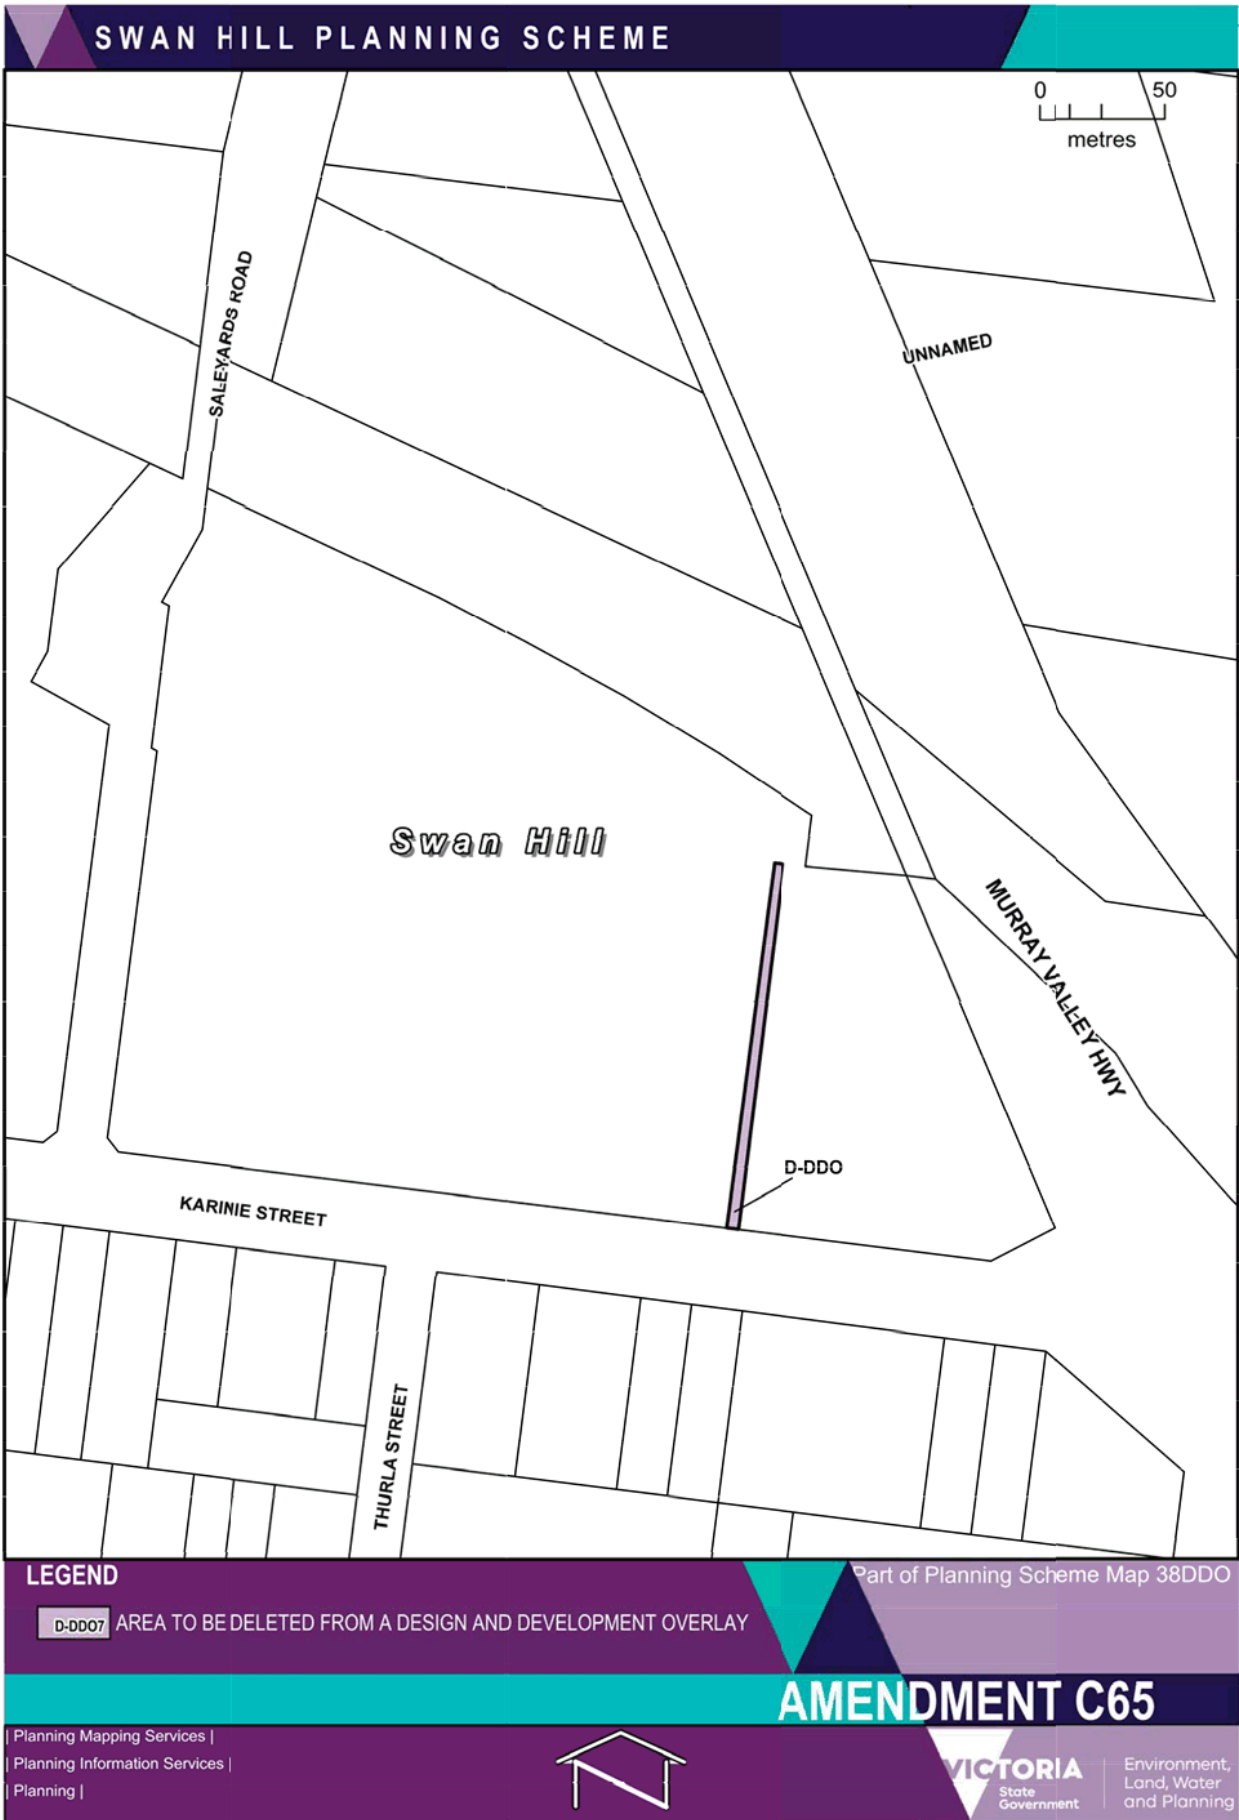 SWAN HILL PLANNING SCHEME
0 50
metres
SALEYARDS ROAD
UNNAMED
Swan Hill
MURRAY VALLEY HWY
D-DDO
KARINIE STREET
THURLA STREET
LEGEND
Part of Planning Scheme Map 38DDO
D-DDO7 AREA TO BE DELETED FROM A DESIGN AND DEVELOPMENT OVERLAY
AMENDMENT C65
| Planning Mapping Services |
| Planning Information Services |
| Planning |
VICTORIA
State
Government
Environment,
Land, Water
and Planning